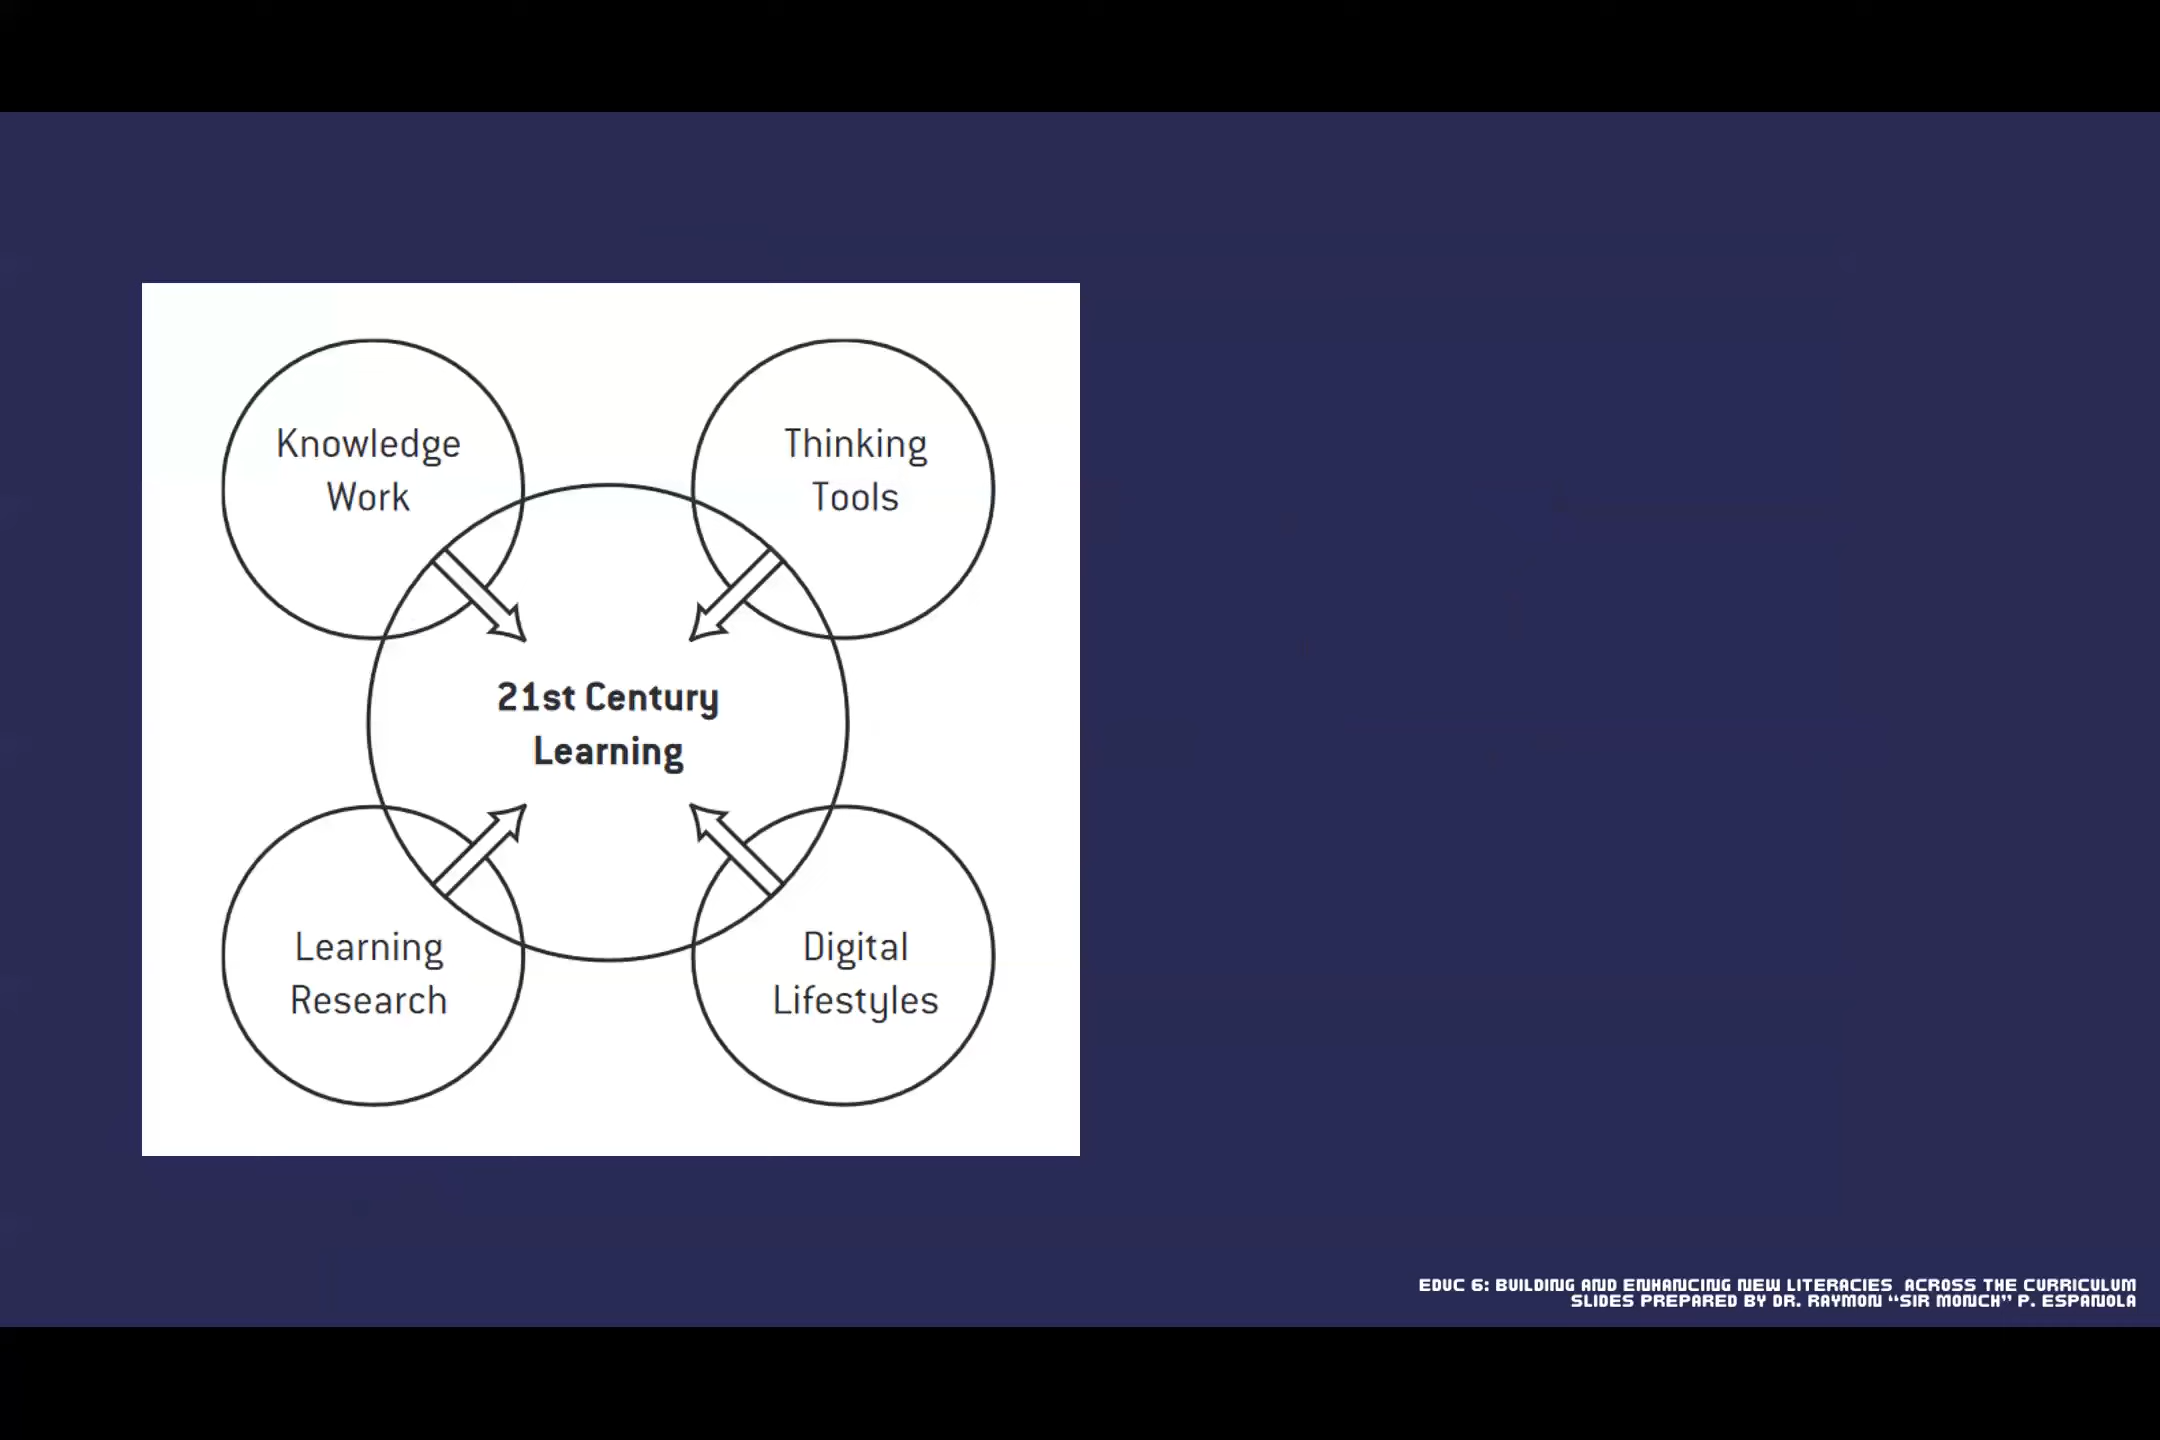 Knowledge
Work
Thinking
Tools
21st Century
Learning
Learning
Research
Digital
Lifestyles
EDUC 6: BUILDING AND ENHANCING NEW LITERACIES ACROSS THE CURRICULUM
SLIDES PREPARED BY DR. RAYMON “SIR MONCH” P. ESPANOLA